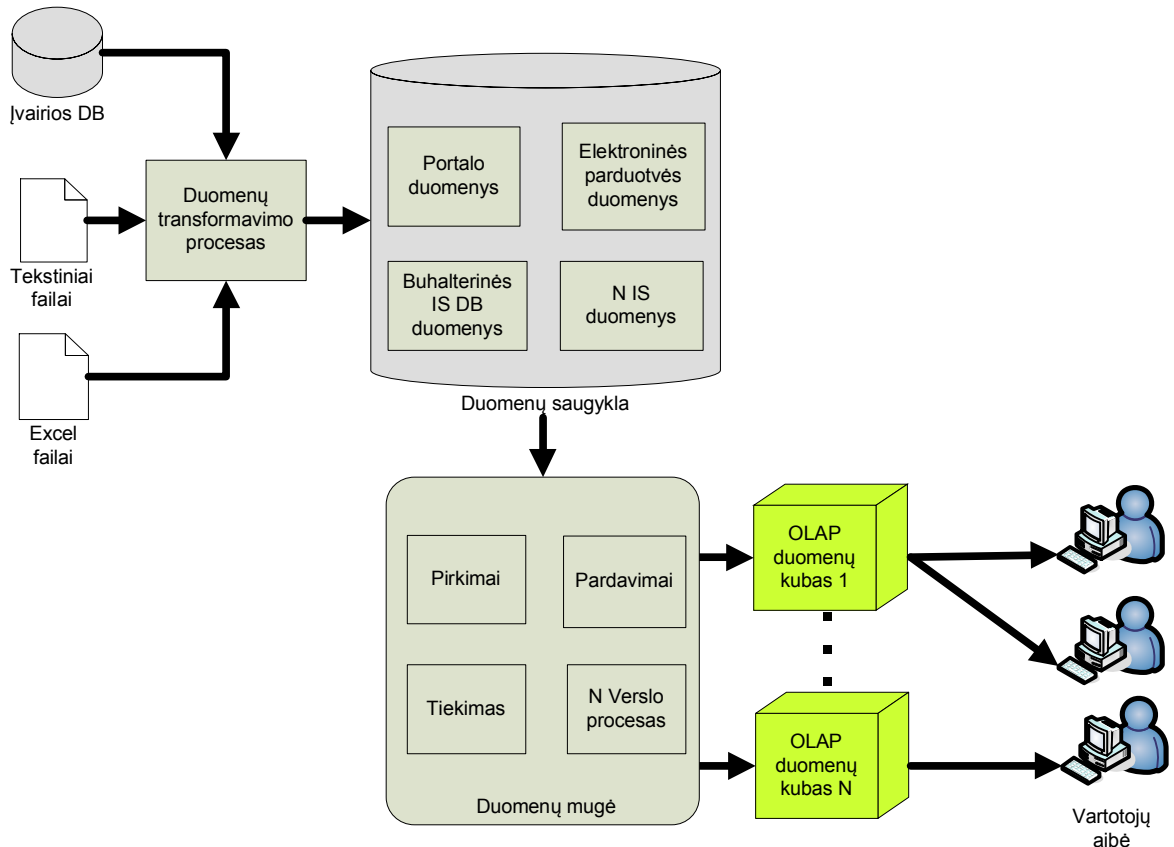 Įvairios DB
Tekstiniai
failai
Excel
failai
Duomenų
transformavimo
procesas
Portalo
duomenys
Elektroninės
parduotvės
duomenys
Buhalterinės
IS DB
duomenys
N IS
duomenys
Duomenų saugykla
Pirkimai
Pardavimai
Tiekimas
N Verslo
procesas
Duomenų mugė
OLAP
duomenų
kubas 1
OLAP
duomenų
kubas N
Vartotojų
aibė